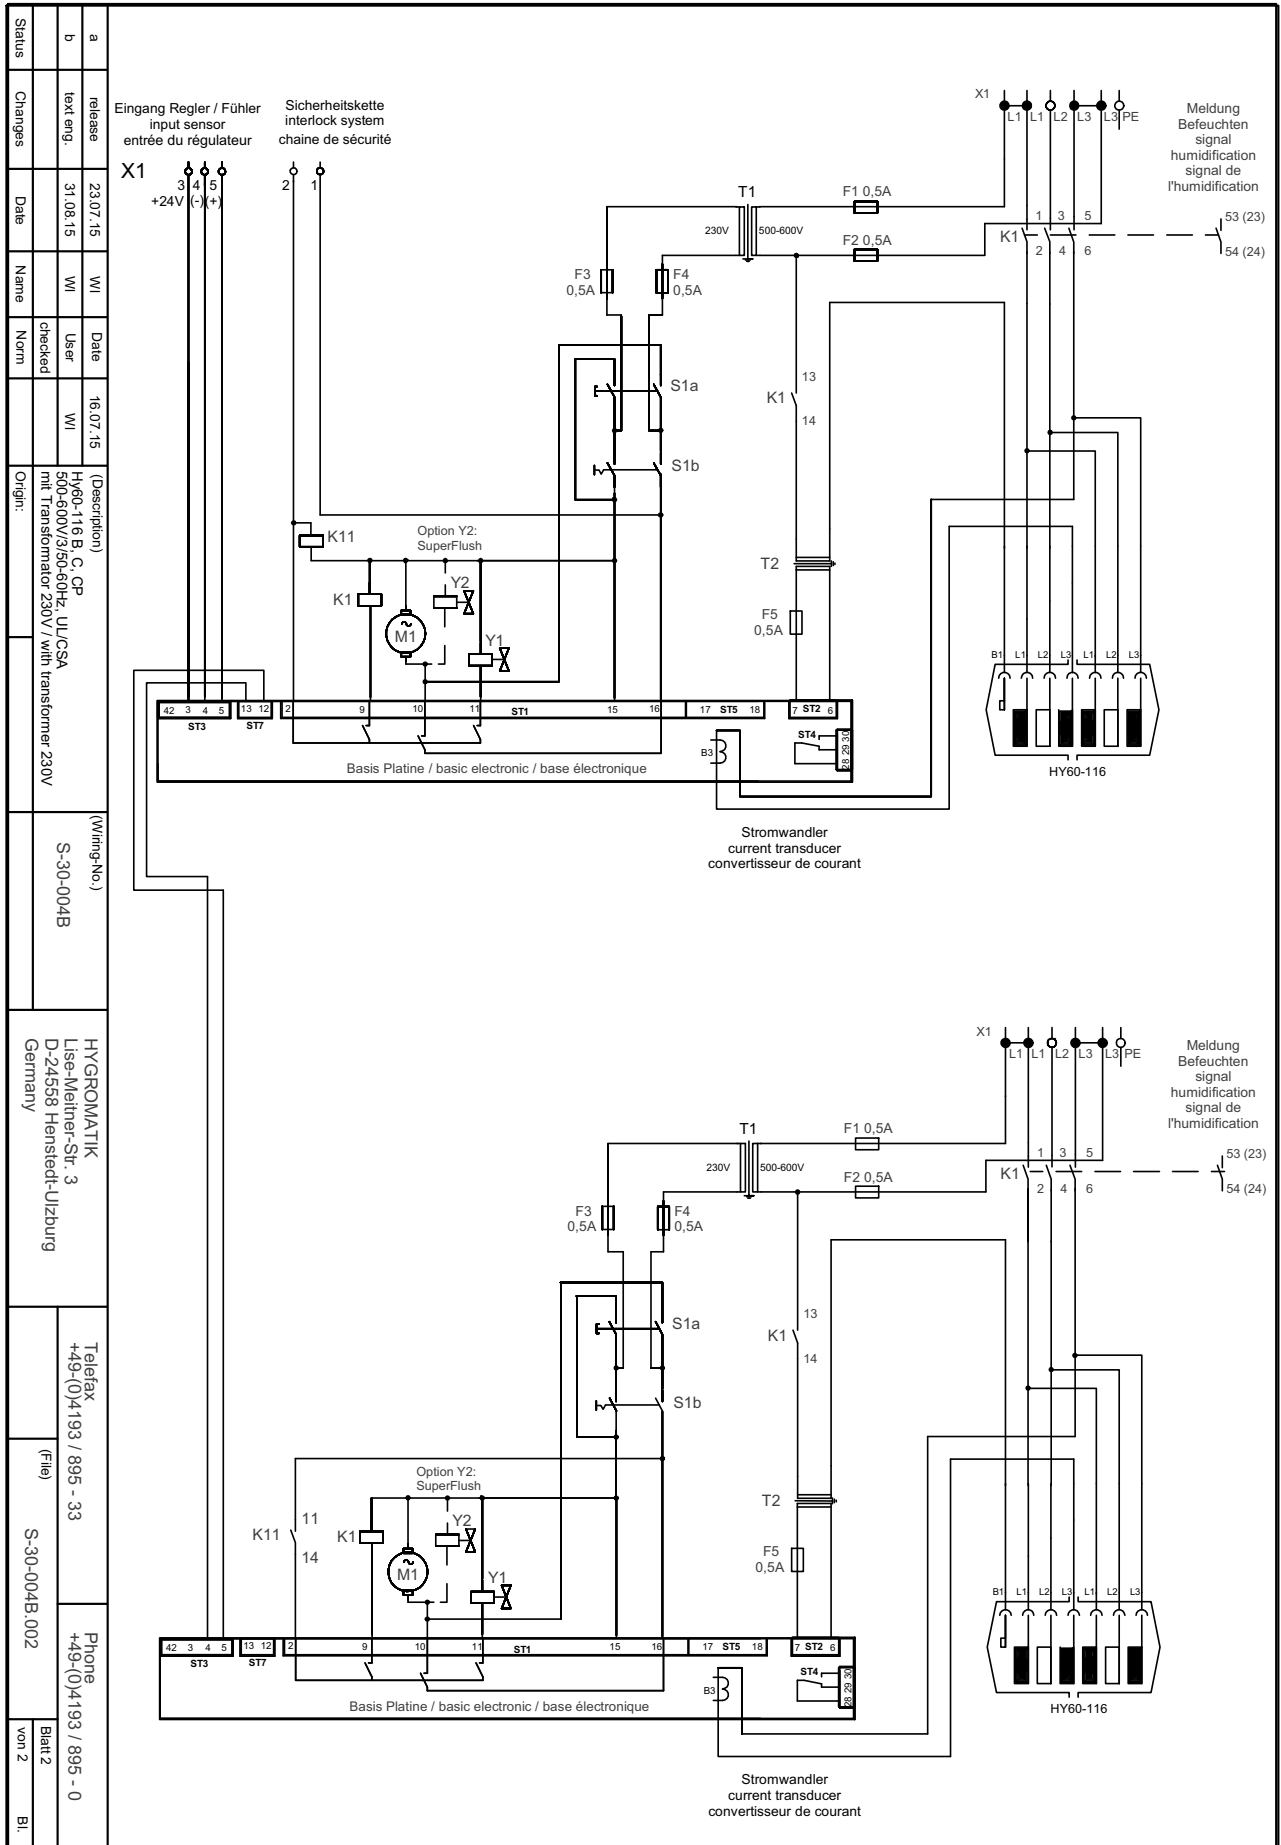 Eingang Regler / Fühler
input sensor
entrée du régulateur
Sicherheitskette
interlock system
chaine de sécurité
X1
3 4 5
+24V (-) (+)
2 1
X1
L1 L1 L2 L3 L3 PE
Meldung
Befeuchten
signal
humidification
signal de
l'humidification
T1
230V 500-600V
F1 0,5A
F2 0,5A
K1
1 3 5
2 4 6
53 (23)
54 (24)
F3
0,5A
F4
0,5A
S1a
S1b
13
K1
14
K11
Option Y2:
SuperFlush
K1
M1
Y2
Y1
T2
F5
0,5A
B1 L1 L2 L3 L1 L2 L3
HY60-116
42 3 4 5
ST3
13 12
ST7
2 9 10 11 ST1 15 16
17 ST5 18
7 ST2 6
ST4
28 29 30
B3
Basis Platine / basic electronic / base électronique
Stromwandler
current transducer
convertisseur de courant
X1
L1 L1 L2 L3 L3 PE
Meldung
Befeuchten
signal
humidification
signal de
l'humidification
T1
230V 500-600V
F1 0,5A
F2 0,5A
K1
1 3 5
2 4 6
53 (23)
54 (24)
F3
0,5A
F4
0,5A
S1a
S1b
13
K1
14
Option Y2:
SuperFlush
K11
11
14
K1
M1
Y2
Y1
T2
F5
0,5A
B1 L1 L2 L3 L1 L2 L3
HY60-116
42 3 4 5
ST3
13 12
ST7
2 9 10 11 ST1 15 16
17 ST5 18
7 ST2 6
ST4
28 29 30
B3
Basis Platine / basic electronic / base électronique
Stromwandler
current transducer
convertisseur de courant
a release 23.07.15 WI
b text eng. 31.08.15 WI
Status Changes Date Name
Date 16.07.15
User WI
checked
Norm
(Description)
Hy60-116 B, C, CP
500-600V/3/50-60Hz, UL/CSA
mit Transformator 230V / with transformer 230V
Origin:
(Wiring-No.)
S-30-004B
HYGROMATIK
Lise-Meitner-Str. 3
D-24558 Henstedt-Ulzburg
Germany
Telefax
+49-(0)4193 / 895 - 33
Phone
+49-(0)4193 / 895 - 0
(File)
S-30-004B.002
Blatt 2
von 2 Bl.